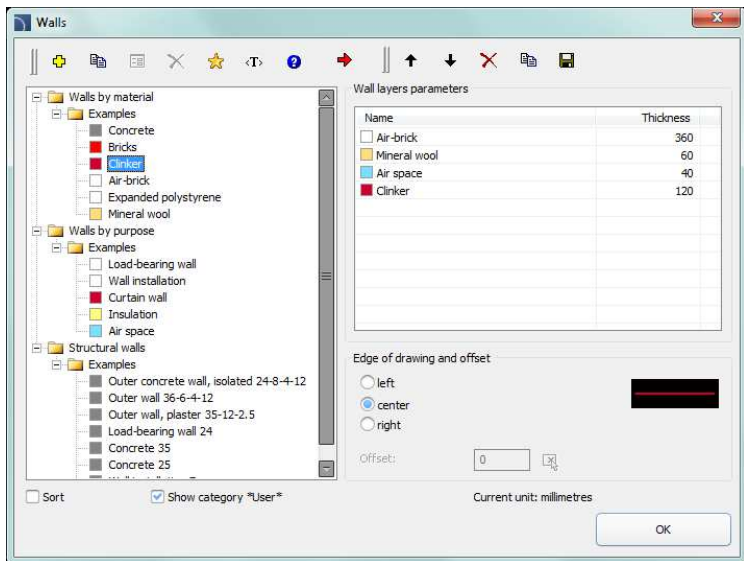 Walls
‹T›
?
Walls by material
Examples
Concrete
Bricks
Clinker
Air-brick
Expanded polystyrene
Mineral wool
Walls by purpose
Examples
Load-bearing wall
Wall installation
Curtain wall
Insulation
Air space
Structural walls
Examples
Outer concrete wall, isolated 24-8-4-12
Outer wall 36-6-4-12
Outer wall, plaster 35-12-2.5
Load-bearing wall 24
Concrete 35
Concrete 25
Sort
Show category *User*
Wall layers parameters
Name Thickness
Air-brick 360
Mineral wool 60
Air space 40
Clinker 120
Edge of drawing and offset
left
center
right
Offset: 0
Current unit: millimetres
OK